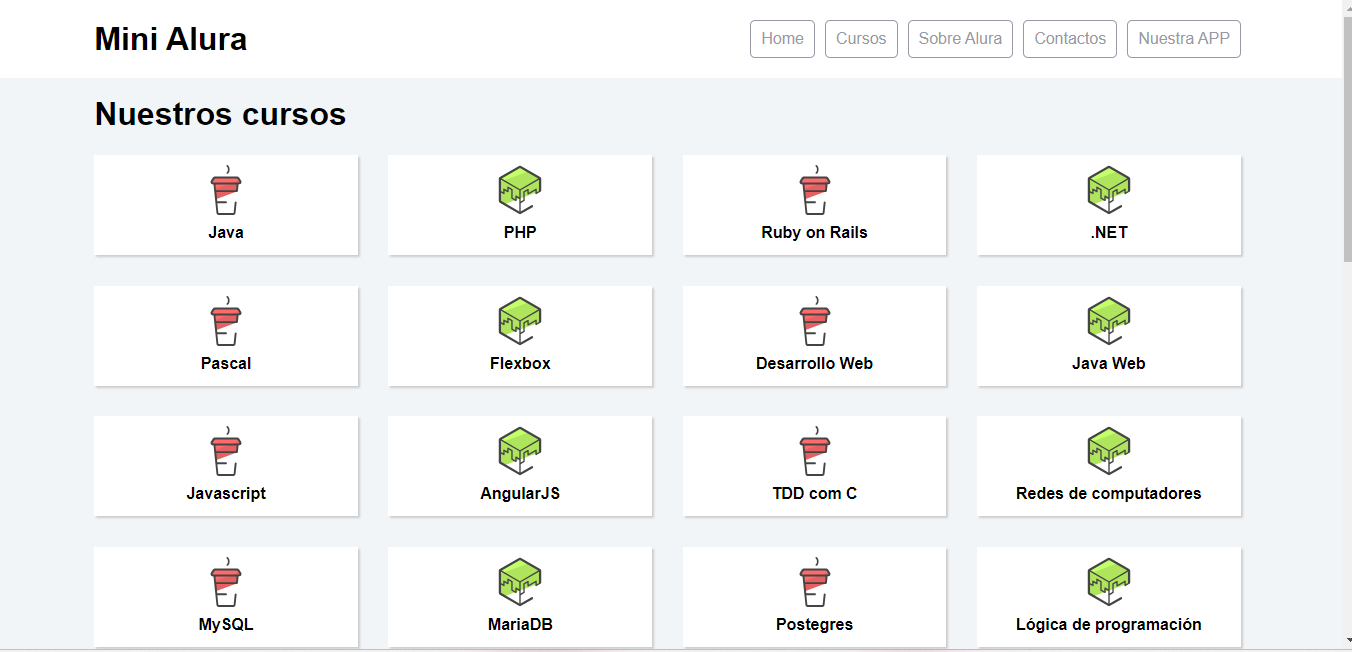 Mini Alura
Home Cursos Sobre Alura Contactos Nuestra APP
Nuestros cursos
Java PHP Ruby on Rails .NET
Pascal Flexbox Desarrollo Web Java Web
Javascript AngularJS TDD com C Redes de computadores
MySQL MariaDB Postegres Lógica de programación